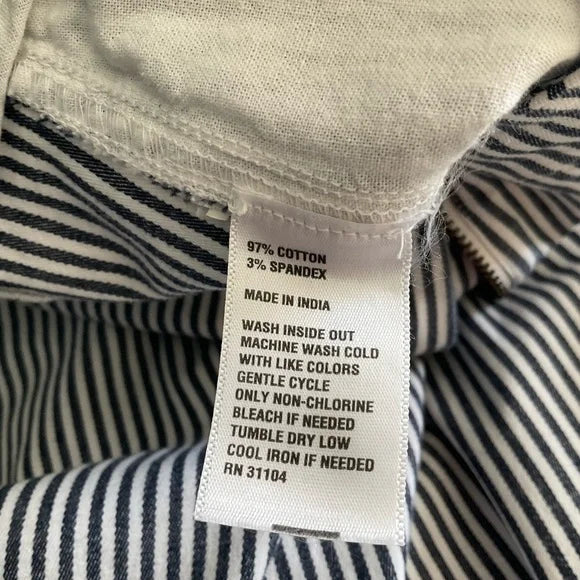 97% COTTON
3% SPANDEX
MADE IN INDIA
WASH INSIDE OUT
MACHINE WASH COLD
WITH LIKE COLORS
GENTLE CYCLE
ONLY NON-CHLORINE
BLEACH IF NEEDED
TUMBLE DRY LOW
COOL IRON IF NEEDED
RN 31104